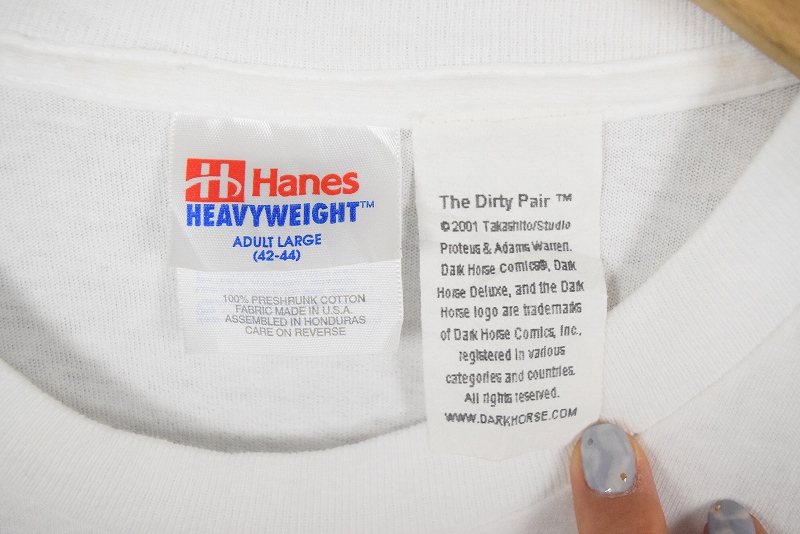 Hanes
HEAVYWEIGHT™
ADULT LARGE
(42-44)
100% PRESHRUNK COTTON
FABRIC MADE IN U.S.A.
ASSEMBLED IN HONDURAS
CARE ON REVERSE
The Dirty Pair ™
©2001 Takashito/Studio
Proteus & Adams Warren.
Dark Horse Comics®, Dark
Horse Deluxe, and the Dark
Horse logo are trademarks
of Dark Horse Comics, Inc.,
registered in various
categories and countries.
All rights reserved.
WWW.DARKHORSE.COM